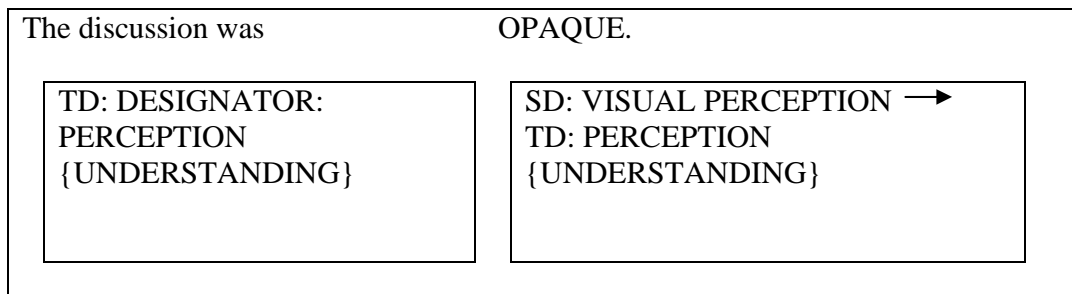 The discussion was OPAQUE.
TD: DESIGNATOR:
PERCEPTION
{UNDERSTANDING}
SD: VISUAL PERCEPTION →
TD: PERCEPTION
{UNDERSTANDING}